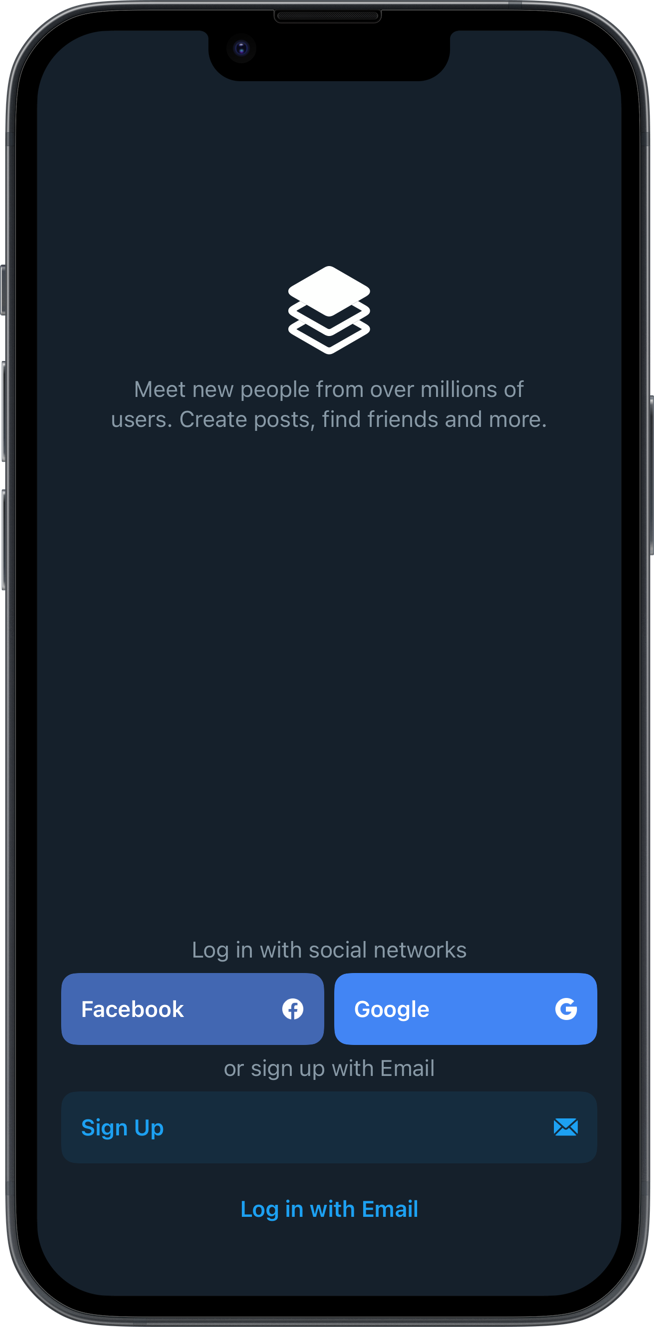 Meet new people from over millions of
users. Create posts, find friends and more.
Log in with social networks
Facebook
Google
or sign up with Email
Sign Up
Log in with Email